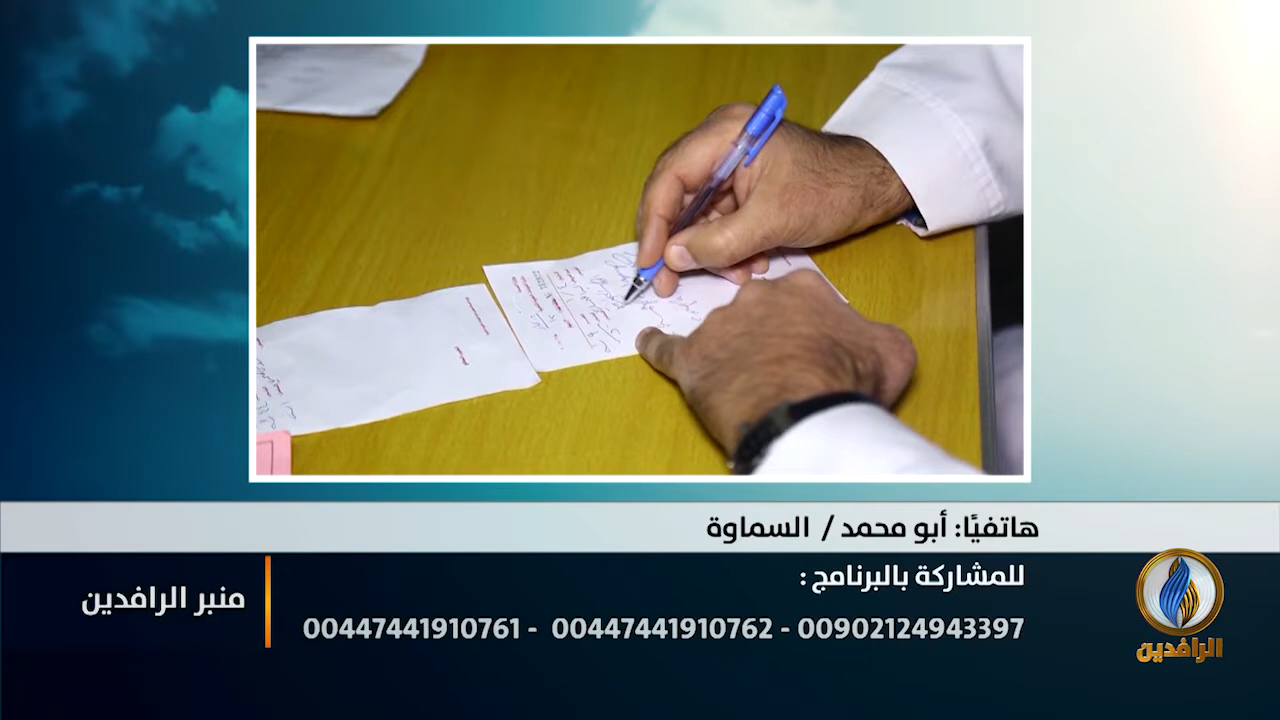 هاتفيًا: أبو محمد / السماوة
للمشاركة بالبرنامج :
00447441910761 - 00447441910762 - 00902124943397
منبر الرافدين
الرافدين